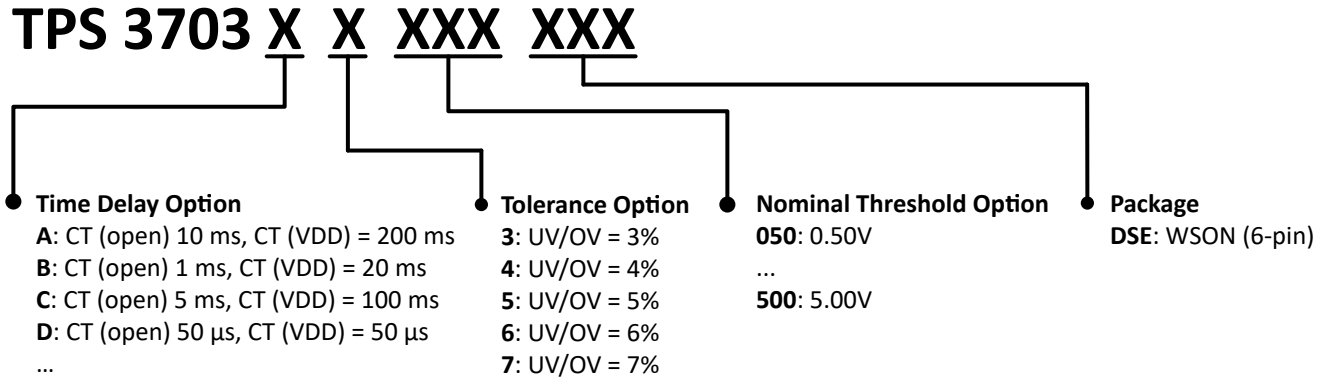 TPS 3703 X X XXX XXX
Time Delay Option
A: CT (open) 10 ms, CT (VDD) = 200 ms
B: CT (open) 1 ms, CT (VDD) = 20 ms
C: CT (open) 5 ms, CT (VDD) = 100 ms
D: CT (open) 50 µs, CT (VDD) = 50 µs
...
Tolerance Option
3: UV/OV = 3%
4: UV/OV = 4%
5: UV/OV = 5%
6: UV/OV = 6%
7: UV/OV = 7%
Nominal Threshold Option
050: 0.50V
...
500: 5.00V
Package
DSE: WSON (6-pin)